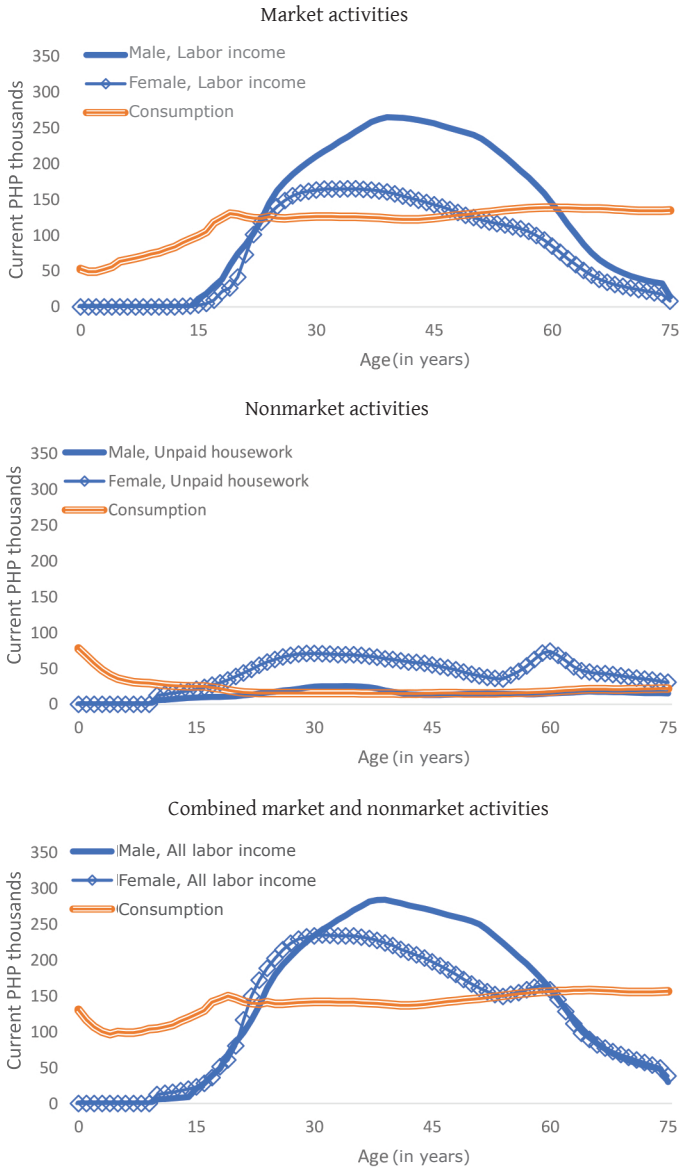 Market activities
350
300
250
200
150
100
50
0
Current PHP thousands
Male, Labor income
Female, Labor income
Consumption
0 15 30 45 60 75
Age (in years)
Nonmarket activities
350
300
250
200
150
100
50
0
Current PHP thousands
Male, Unpaid housework
Female, Unpaid housework
Consumption
0 15 30 45 60 75
Age (in years)
Combined market and nonmarket activities
350
300
250
200
150
100
50
0
Current PHP thousands
Male, All labor income
Female, All labor income
Consumption
0 15 30 45 60 75
Age (in years)